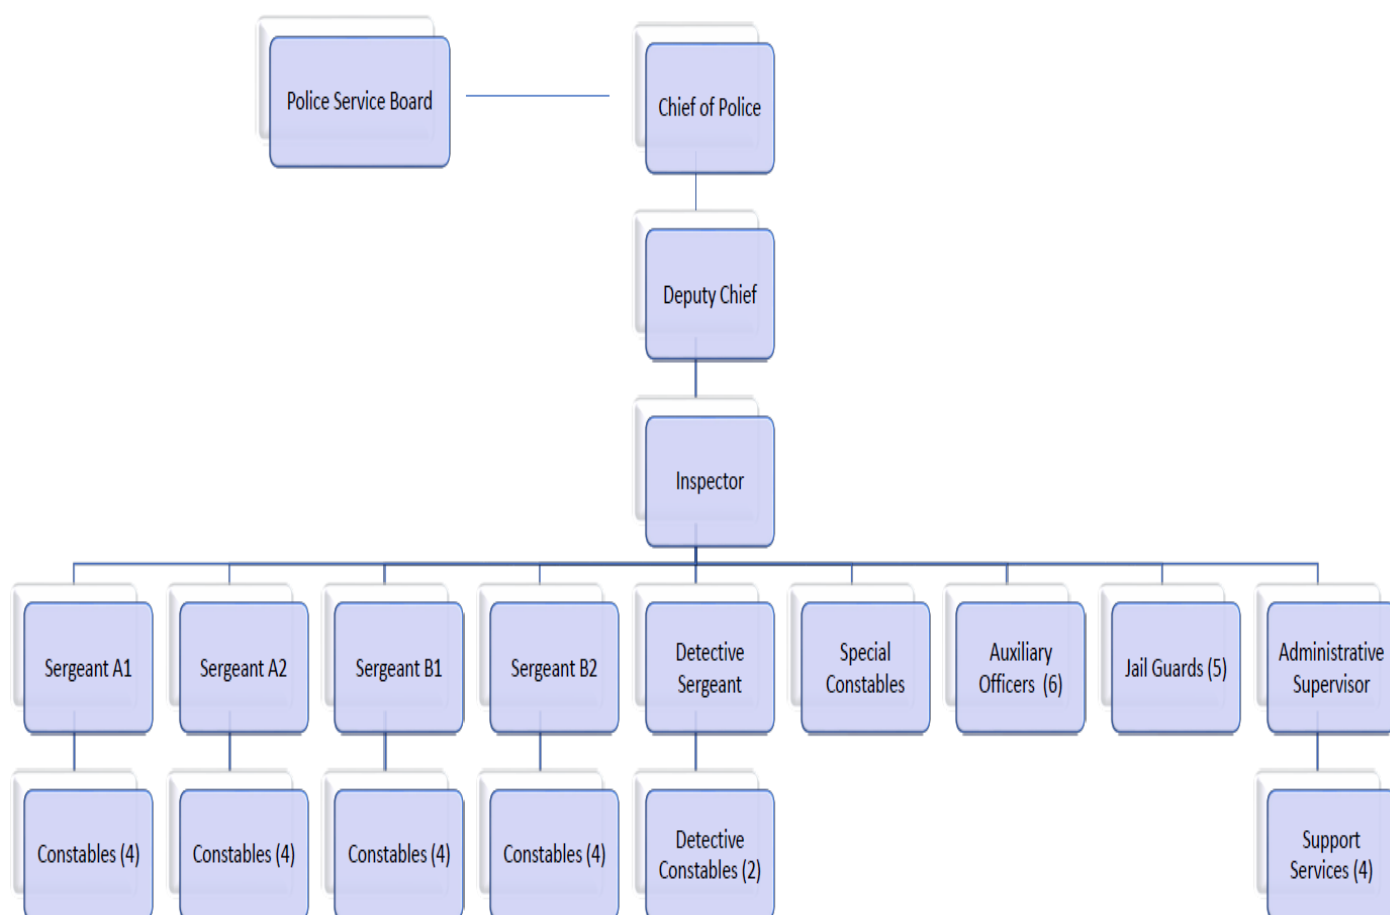 Police Service Board
Chief of Police
Deputy Chief
Inspector
Sergeant A1
Sergeant A2
Sergeant B1
Sergeant B2
Detective
Sergeant
Special
Constables
Auxiliary
Officers (6)
Jail Guards (5)
Administrative
Supervisor
Constables (4)
Constables (4)
Constables (4)
Constables (4)
Detective
Constables (2)
Support
Services (4)